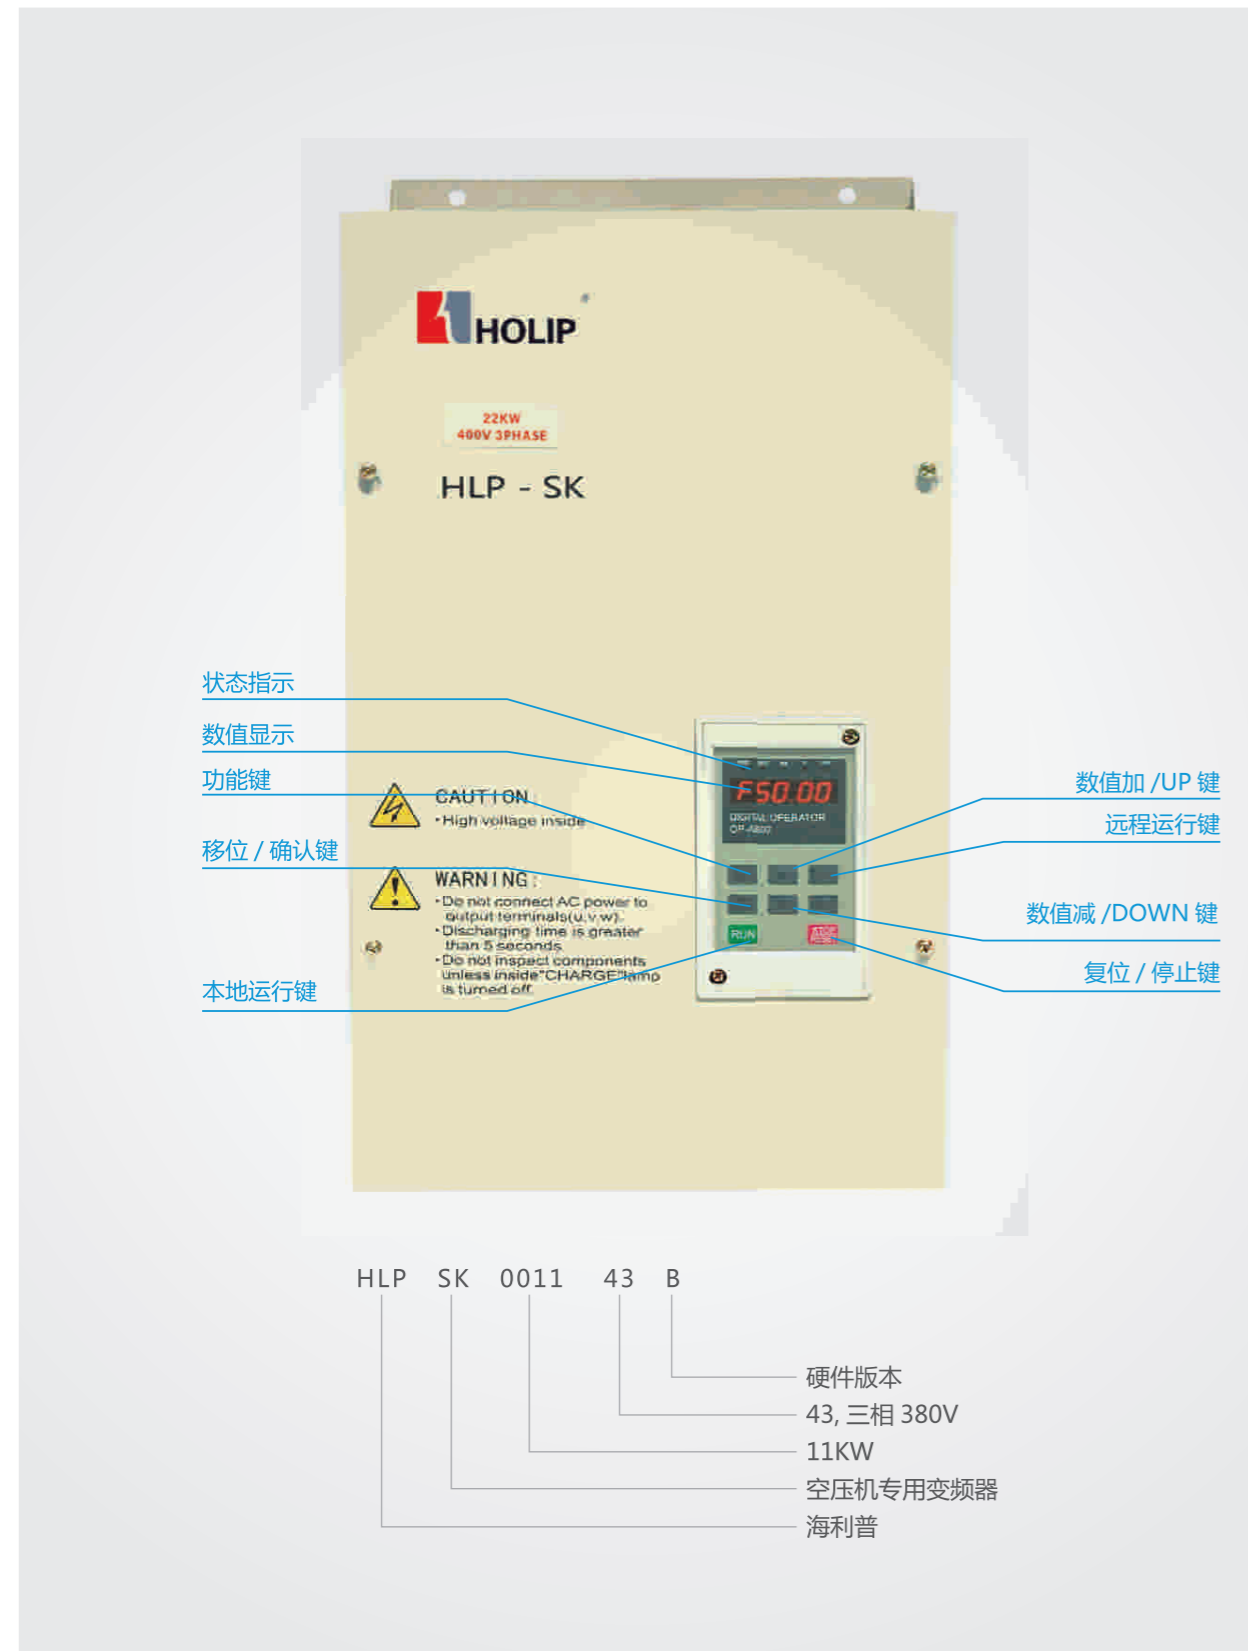 HOLIP
22KW
400V 3PHASE
HLP - SK
状态指示
数值显示
功能键
移位 / 确认键
本地运行键
CAUTION:
·High voltage inside
WARNING:
·Do not connect AC power to
output terminals(u,v,w).
·Discharging time is greater
than 5 seconds.
·Do not inspect components
unless inside"CHARGE"lamp
is turned off.
F50.00
DIGITAL OPERATOR
RUN
STOP
数值加 /UP 键
远程运行键
数值减 /DOWN 键
复位 / 停止键
HLP SK 0011 43 B
硬件版本
43, 三相 380V
11KW
空压机专用变频器
海利普